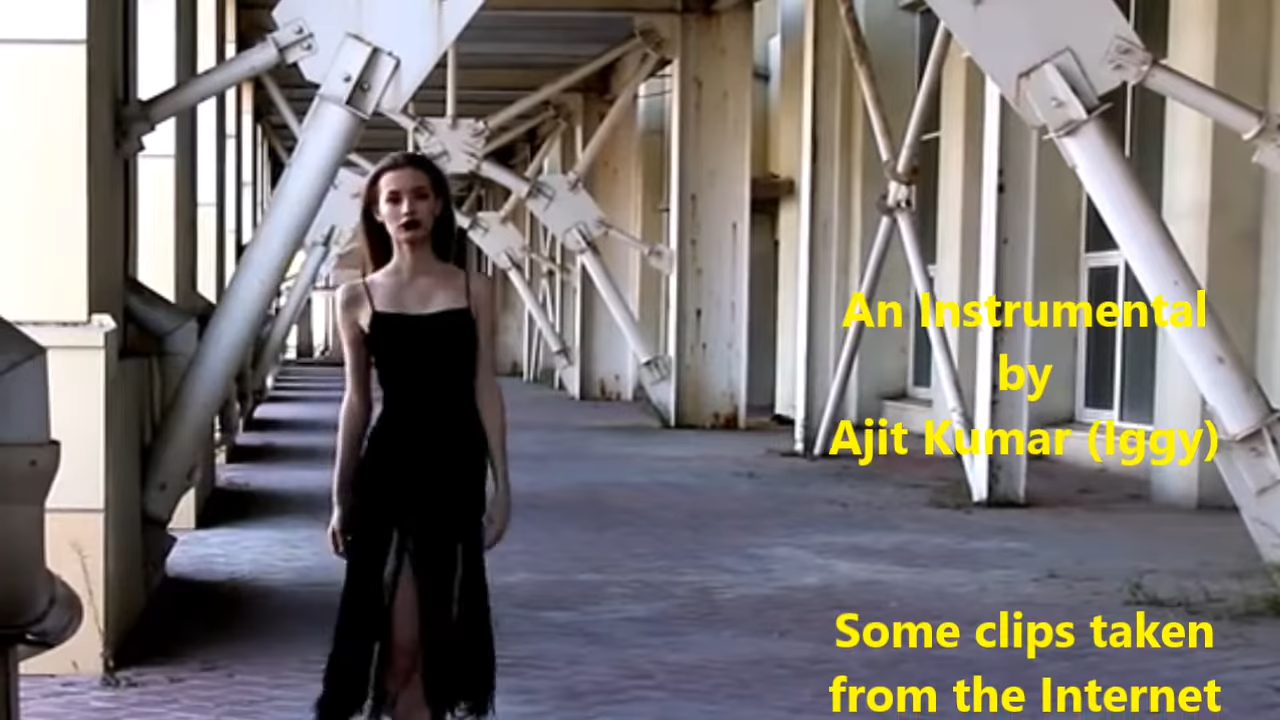 An Instrumental
by
Ajit Kumar (Iggy)
Some clips taken
from the Internet